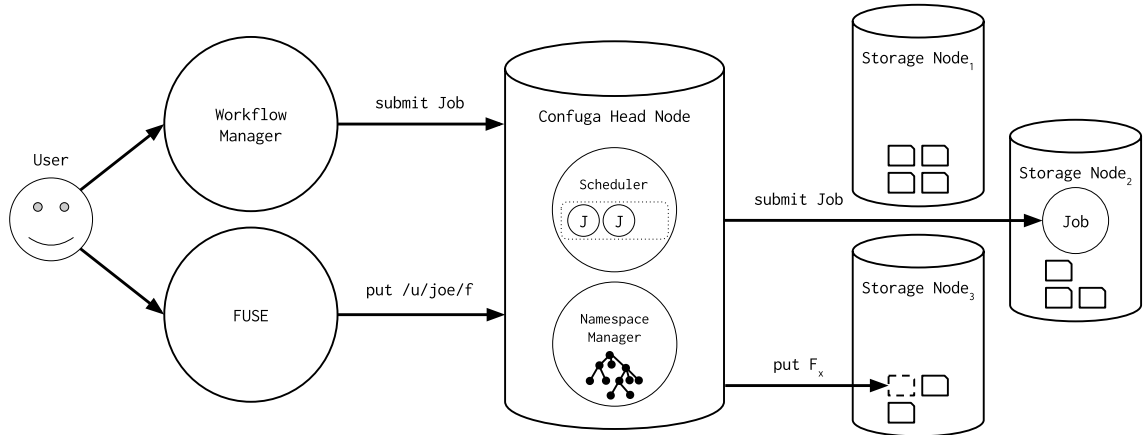 User
Workflow
Manager
FUSE
submit Job
put /u/joe/f
Confuga Head Node
Scheduler
J J
Namespace
Manager
submit Job
put Fx
Storage Node1
Storage Node2
Job
Storage Node3